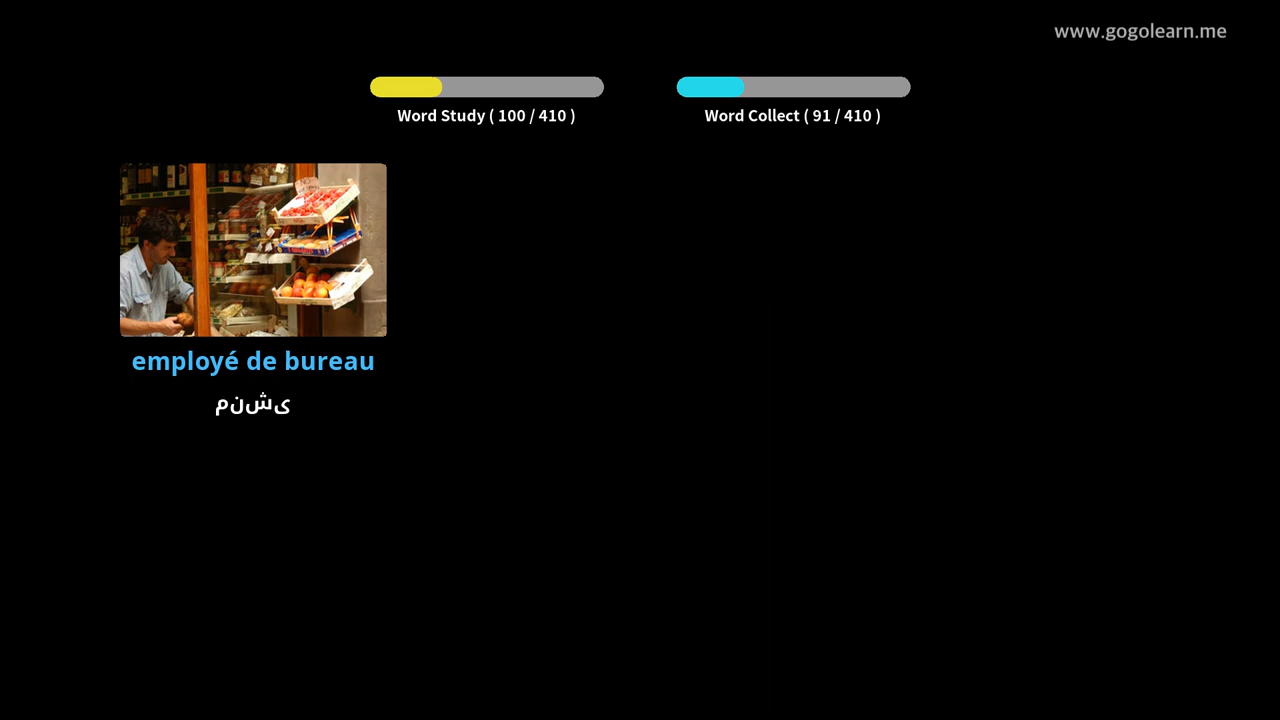 www.gogolearn.me
Word Study ( 100 / 410 )
Word Collect ( 91 / 410 )
employé de bureau
منشی